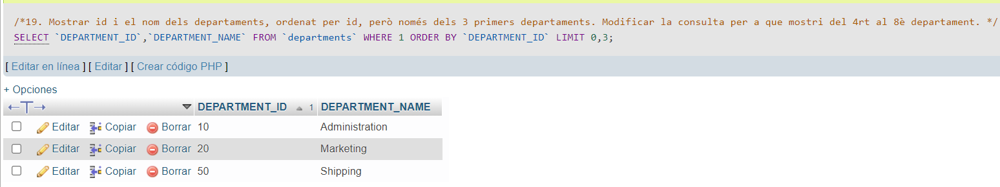 /*19. Mostrar id i el nom dels departaments, ordenat per id, però només dels 3 primers departaments. Modificar la consulta per a que mostri del 4rt al 8è departament. */
SELECT `DEPARTMENT_ID`,`DEPARTMENT_NAME` FROM `departments` WHERE 1 ORDER BY `DEPARTMENT_ID` LIMIT 0,3;
[ Editar en línea ] [ Editar ] [ Crear código PHP ]
+ Opciones
←T→ DEPARTMENT_ID 1 DEPARTMENT_NAME
Editar Copiar Borrar 10 Administration
Editar Copiar Borrar 20 Marketing
Editar Copiar Borrar 50 Shipping